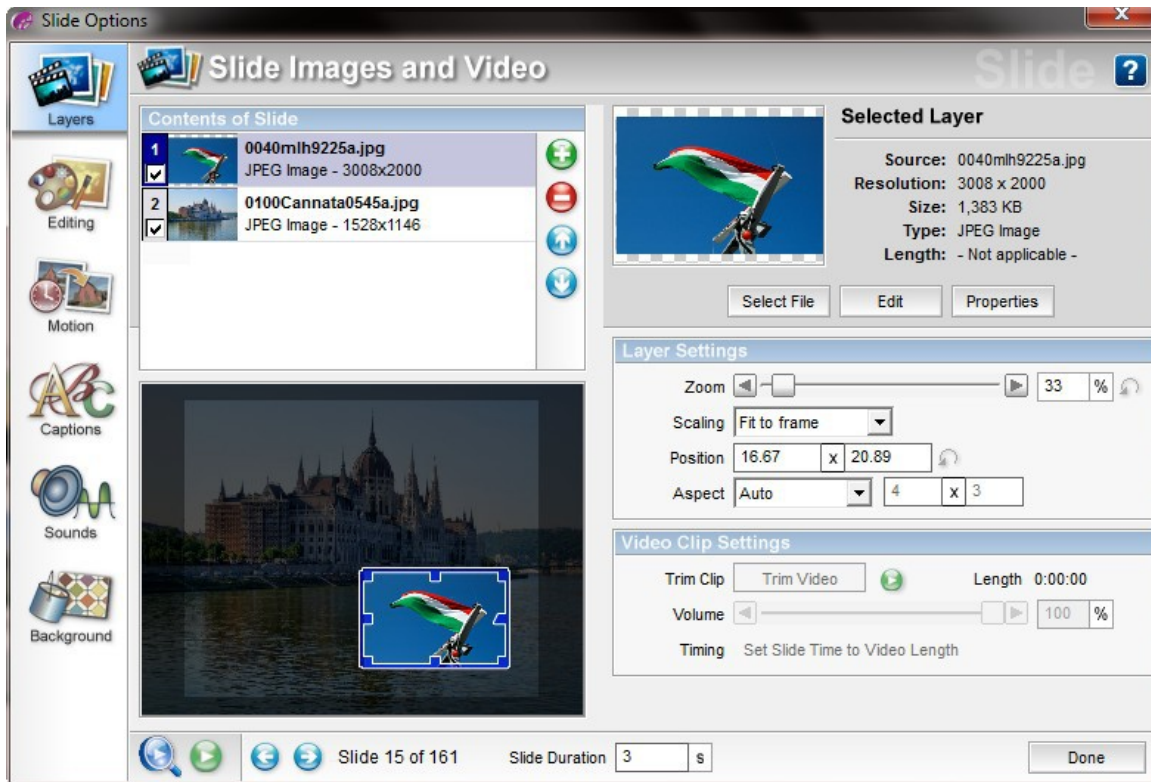 Slide Options
x
Layers
Editing
Motion
Captions
Sounds
Background
Slide Images and Video
Slide
?
Contents of Slide
1
0040mlh9225a.jpg
JPEG Image - 3008x2000
2
0100Cannata0545a.jpg
JPEG Image - 1528x1146
Selected Layer
Source: 0040mlh9225a.jpg
Resolution: 3008 x 2000
Size: 1,383 KB
Type: JPEG Image
Length: - Not applicable -
Select File Edit Properties
Layer Settings
Zoom 33 %
Scaling Fit to frame
Position 16.67 x 20.89
Aspect Auto 4 x 3
Video Clip Settings
Trim Clip Trim Video Length 0:00:00
Volume 100 %
Timing Set Slide Time to Video Length
Slide 15 of 161 Slide Duration 3 s Done